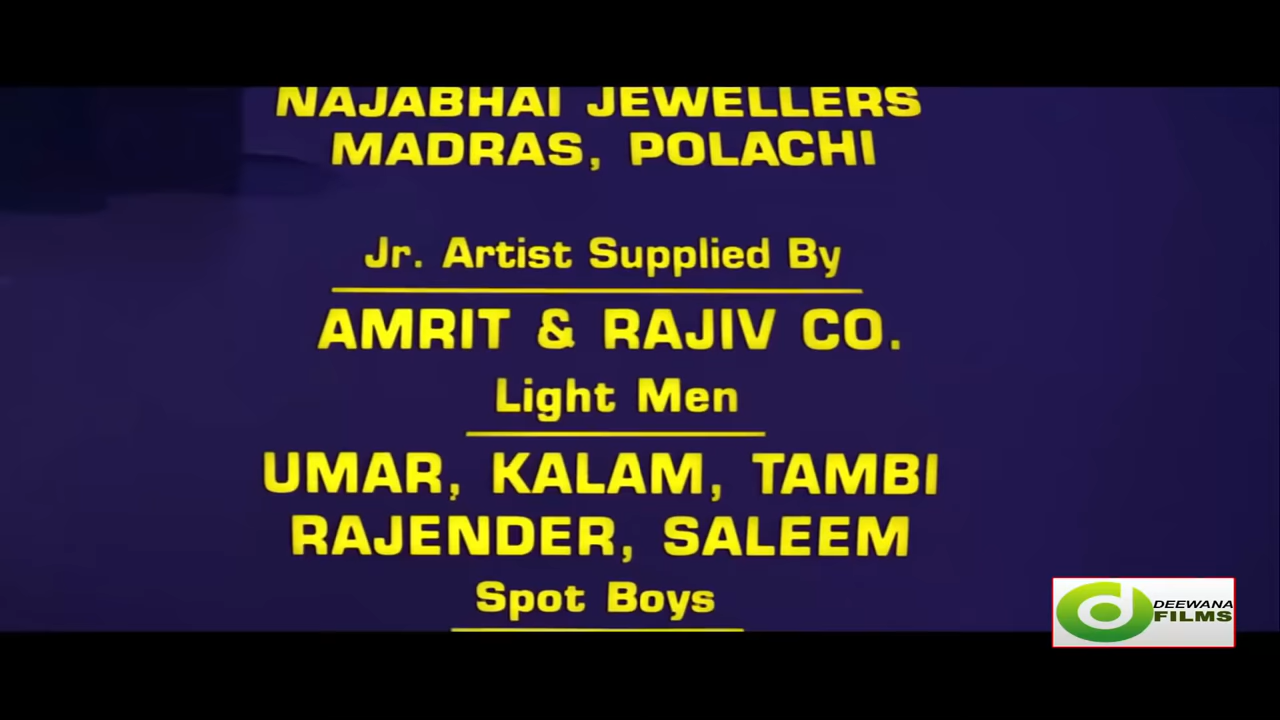 NAJABHAI JEWELLERS
MADRAS, POLACHI
Jr. Artist Supplied By
AMRIT & RAJIV CO.
Light Men
UMAR, KALAM, TAMBI
RAJENDER, SALEEM
Spot Boys
DEEWANA
FILMS